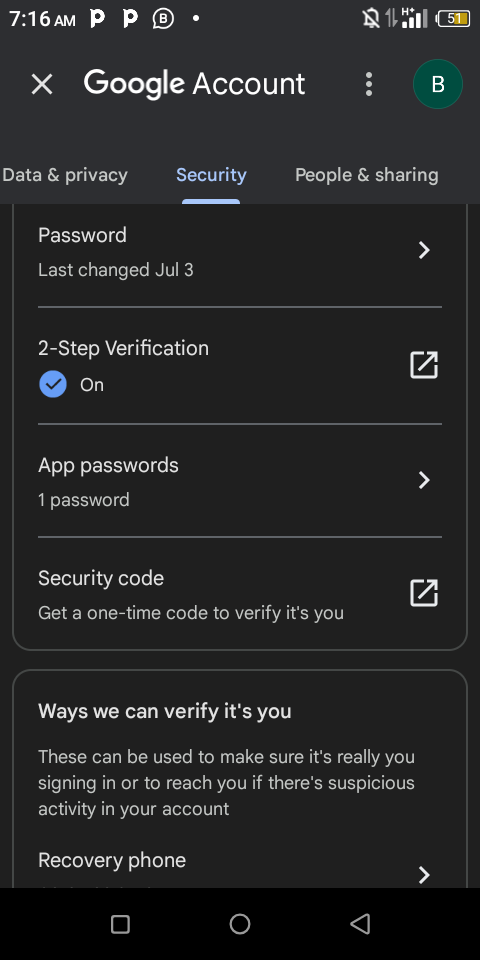 7:16 AM
H+
51
Google Account
B
Data & privacy
Security
People & sharing
Password
Last changed Jul 3
2-Step Verification
On
App passwords
1 password
Security code
Get a one-time code to verify it's you
Ways we can verify it's you
These can be used to make sure it's really you
signing in or to reach you if there's suspicious
activity in your account
Recovery phone